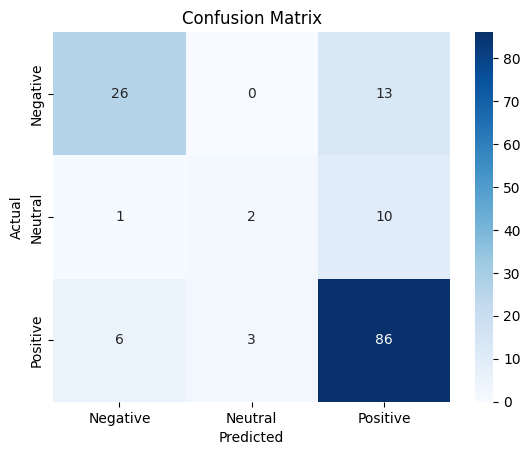 Confusion Matrix
Negative 26 0 13
Neutral 1 2 10
Positive 6 3 86
Actual
Negative Neutral Positive
Predicted
80
70
60
50
40
30
20
10
0